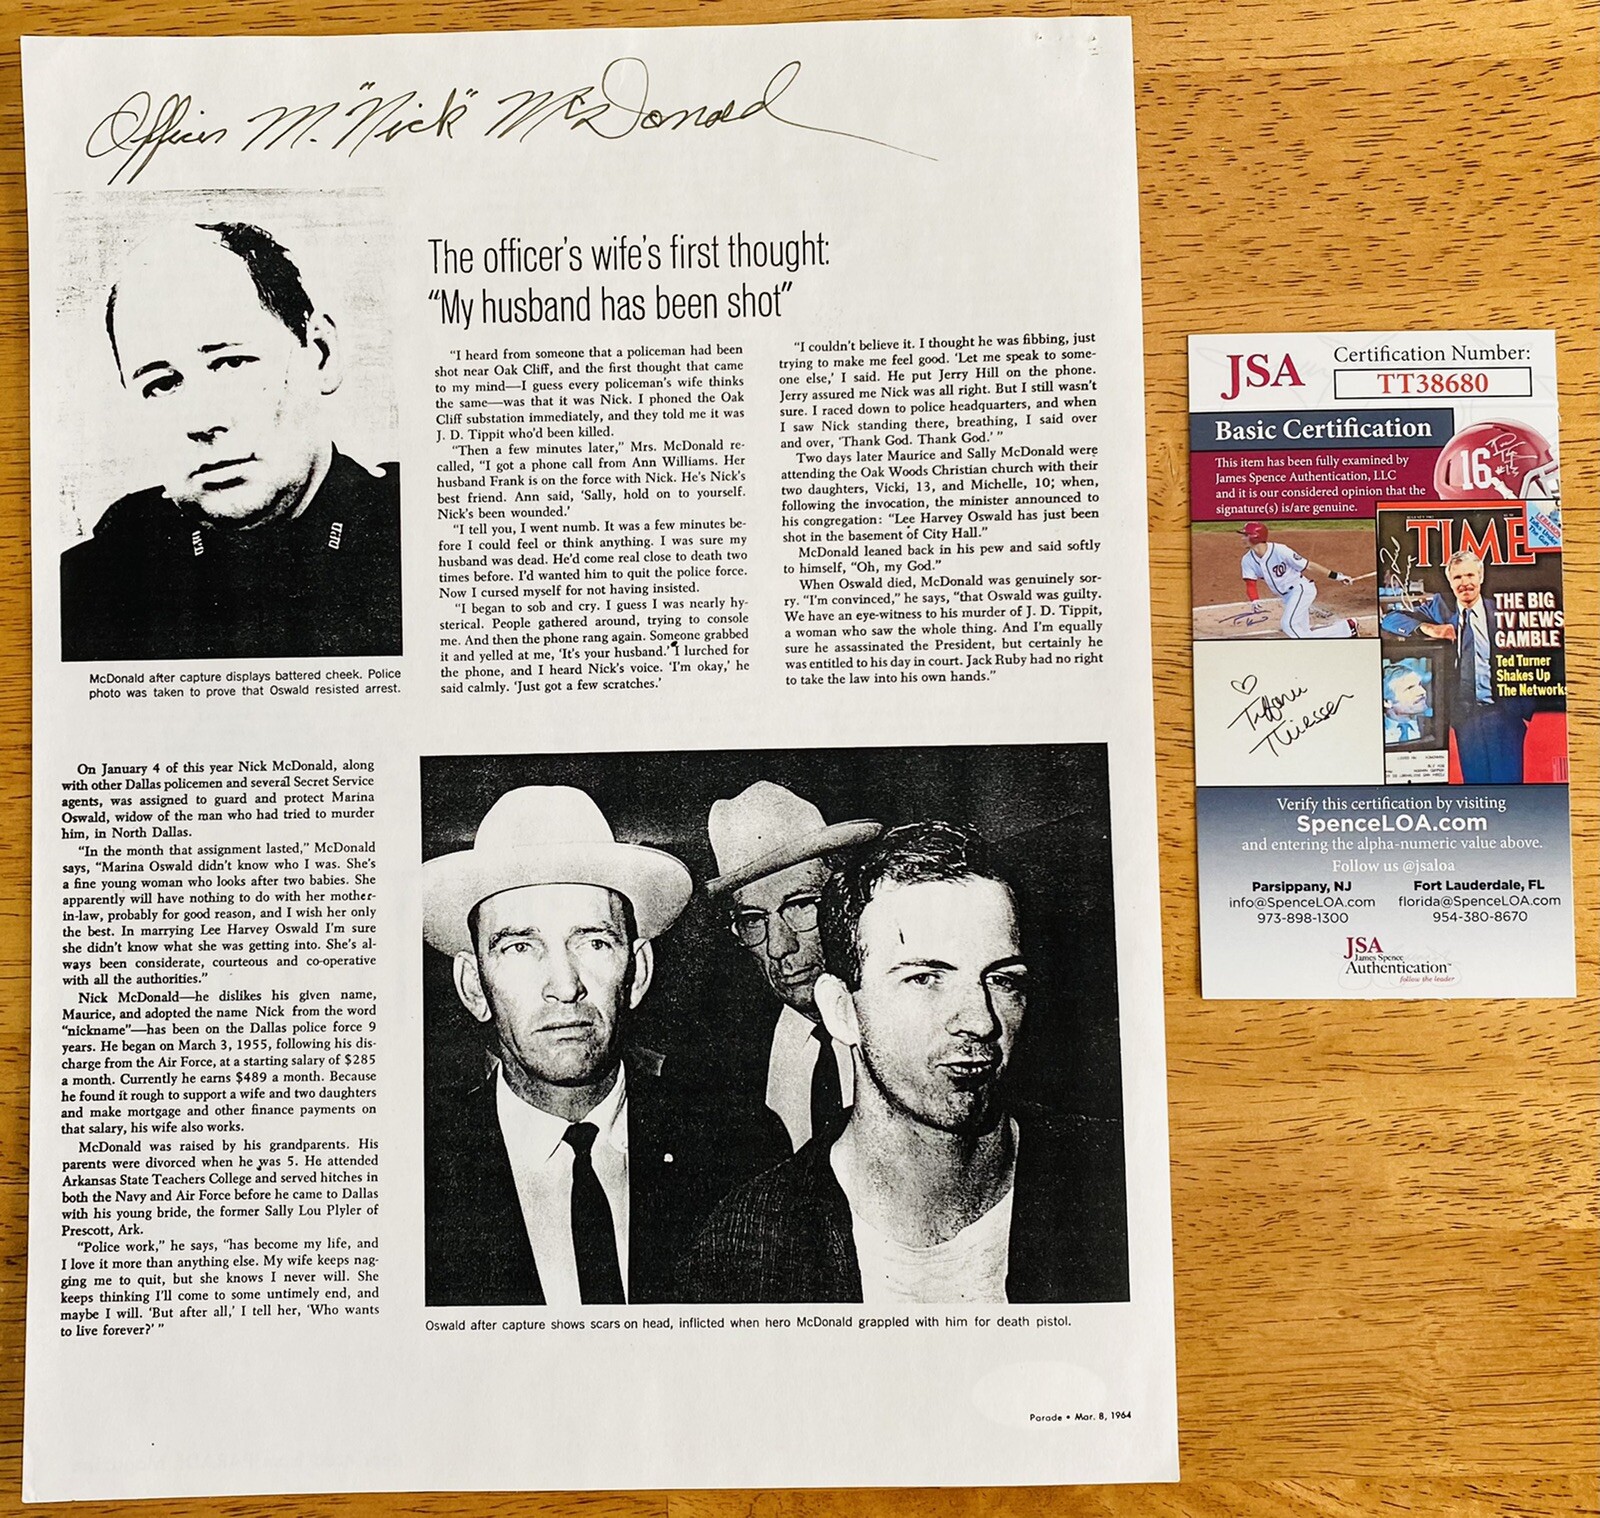 Officer M. "Nick" McDonald
The officer's wife's first thought:
"My husband has been shot"
McDonald after capture displays battered cheek. Police
photo was taken to prove that Oswald resisted arrest.
"I heard from someone that a policeman had been
shot near Oak Cliff, and the first thought that came
to my mind—I guess every policeman's wife thinks
the same—was that it was Nick. I phoned the Oak
Cliff substation immediately, and they told me it was
J. D. Tippit who'd been killed.
"Then a few minutes later," Mrs. McDonald re-
called, "I got a phone call from Ann Williams. Her
husband Frank is on the force with Nick. He's Nick's
best friend. Ann said, 'Sally, hold on to yourself.
Nick's been wounded.'
"I tell you, I went numb. It was a few minutes be-
fore I could feel or think anything. I was sure my
husband was dead. He'd come real close to death two
times before. I'd wanted him to quit the police force.
Now I cursed myself for not having insisted.
"I began to sob and cry. I guess I was nearly hy-
sterical. People gathered around, trying to console
me. And then the phone rang again. Someone grabbed
it and yelled at me, 'It's your husband.' I lurched for
the phone, and I heard Nick's voice. 'I'm okay,' he
said calmly. 'Just got a few scratches.'
"I couldn't believe it. I thought he was fibbing, just
trying to make me feel good. 'Let me speak to some-
one else,' I said. He put Jerry Hill on the phone.
Jerry assured me Nick was all right. But I still wasn't
sure. I raced down to police headquarters, and when
I saw Nick standing there, breathing, I said over
and over, 'Thank God. Thank God.' "
Two days later Maurice and Sally McDonald were
attending the Oak Woods Christian church with their
two daughters, Vicki, 13, and Michelle, 10; when,
following the invocation, the minister announced to
his congregation: "Lee Harvey Oswald has just been
shot in the basement of City Hall."
McDonald leaned back in his pew and said softly
to himself, "Oh, my God."
When Oswald died, McDonald was genuinely sor-
ry. "I'm convinced," he says, "that Oswald was guilty.
We have an eye-witness to his murder of J. D. Tippit,
a woman who saw the whole thing. And I'm equally
sure he assassinated the President, but certainly he
was entitled to his day in court. Jack Ruby had no right
to take the law into his own hands."
On January 4 of this year Nick McDonald, along
with other Dallas policemen and several Secret Service
agents, was assigned to guard and protect Marina
Oswald, widow of the man who had tried to murder
him, in North Dallas.
"In the month that assignment lasted," McDonald
says, "Marina Oswald didn't know who I was. She's
a fine young woman who looks after two babies. She
apparently will have nothing to do with her mother-
in-law, probably for good reason, and I wish her only
the best. In marrying Lee Harvey Oswald I'm sure
she didn't know what she was getting into. She's al-
ways been considerate, courteous and co-operative
with all the authorities."
Nick McDonald—he dislikes his given name,
Maurice, and adopted the name Nick from the word
"nickname"—has been on the Dallas police force 9
years. He began on March 3, 1955, following his dis-
charge from the Air Force, at a starting salary of $285
a month. Currently he earns $489 a month. Because
he found it rough to support a wife and two daughters
and make mortgage and other finance payments on
that salary, his wife also works.
McDonald was raised by his grandparents. His
parents were divorced when he was 5. He attended
Arkansas State Teachers College and served hitches in
both the Navy and Air Force before he came to Dallas
with his young bride, the former Sally Lou Plyler of
Prescott, Ark.
"Police work," he says, "has become my life, and
I love it more than anything else. My wife keeps nag-
ging me to quit, but she knows I never will. She
keeps thinking I'll come to some untimely end, and
maybe I will. 'But after all,' I tell her, 'Who wants
to live forever?' "
Oswald after capture shows scars on head, inflicted when hero McDonald grappled with him for death pistol.
Parade • Mar. 8, 1964
JSA
Certification Number:
TT38680
Basic Certification
This item has been fully examined by
James Spence Authentication, LLC
and it is our considered opinion that the
signature(s) is/are genuine.
16
TIME
THE BIG
TV NEWS
GAMBLE
Ted Turner
Shakes Up
The Networks
Tiffani
Thiessen
Verify this certification by visiting
SpenceLOA.com
and entering the alpha-numeric value above.
Follow us @jsaloa
Parsippany, NJ
info@SpenceLOA.com
973-898-1300
Fort Lauderdale, FL
florida@SpenceLOA.com
954-380-8670
JSA
James Spence
Authentication™
follow the leader